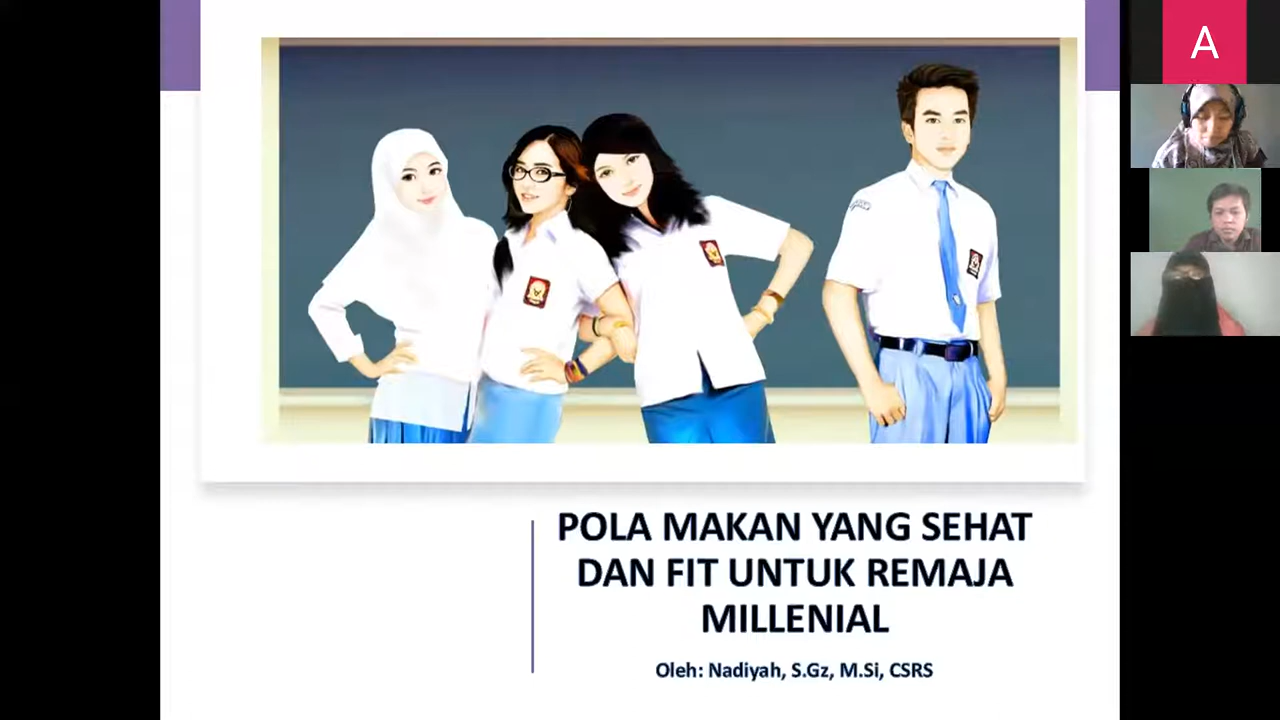 A
POLA MAKAN YANG SEHAT
DAN FIT UNTUK REMAJA
MILLENIAL
Oleh: Nadiyah, S.Gz, M.Si, CSRS